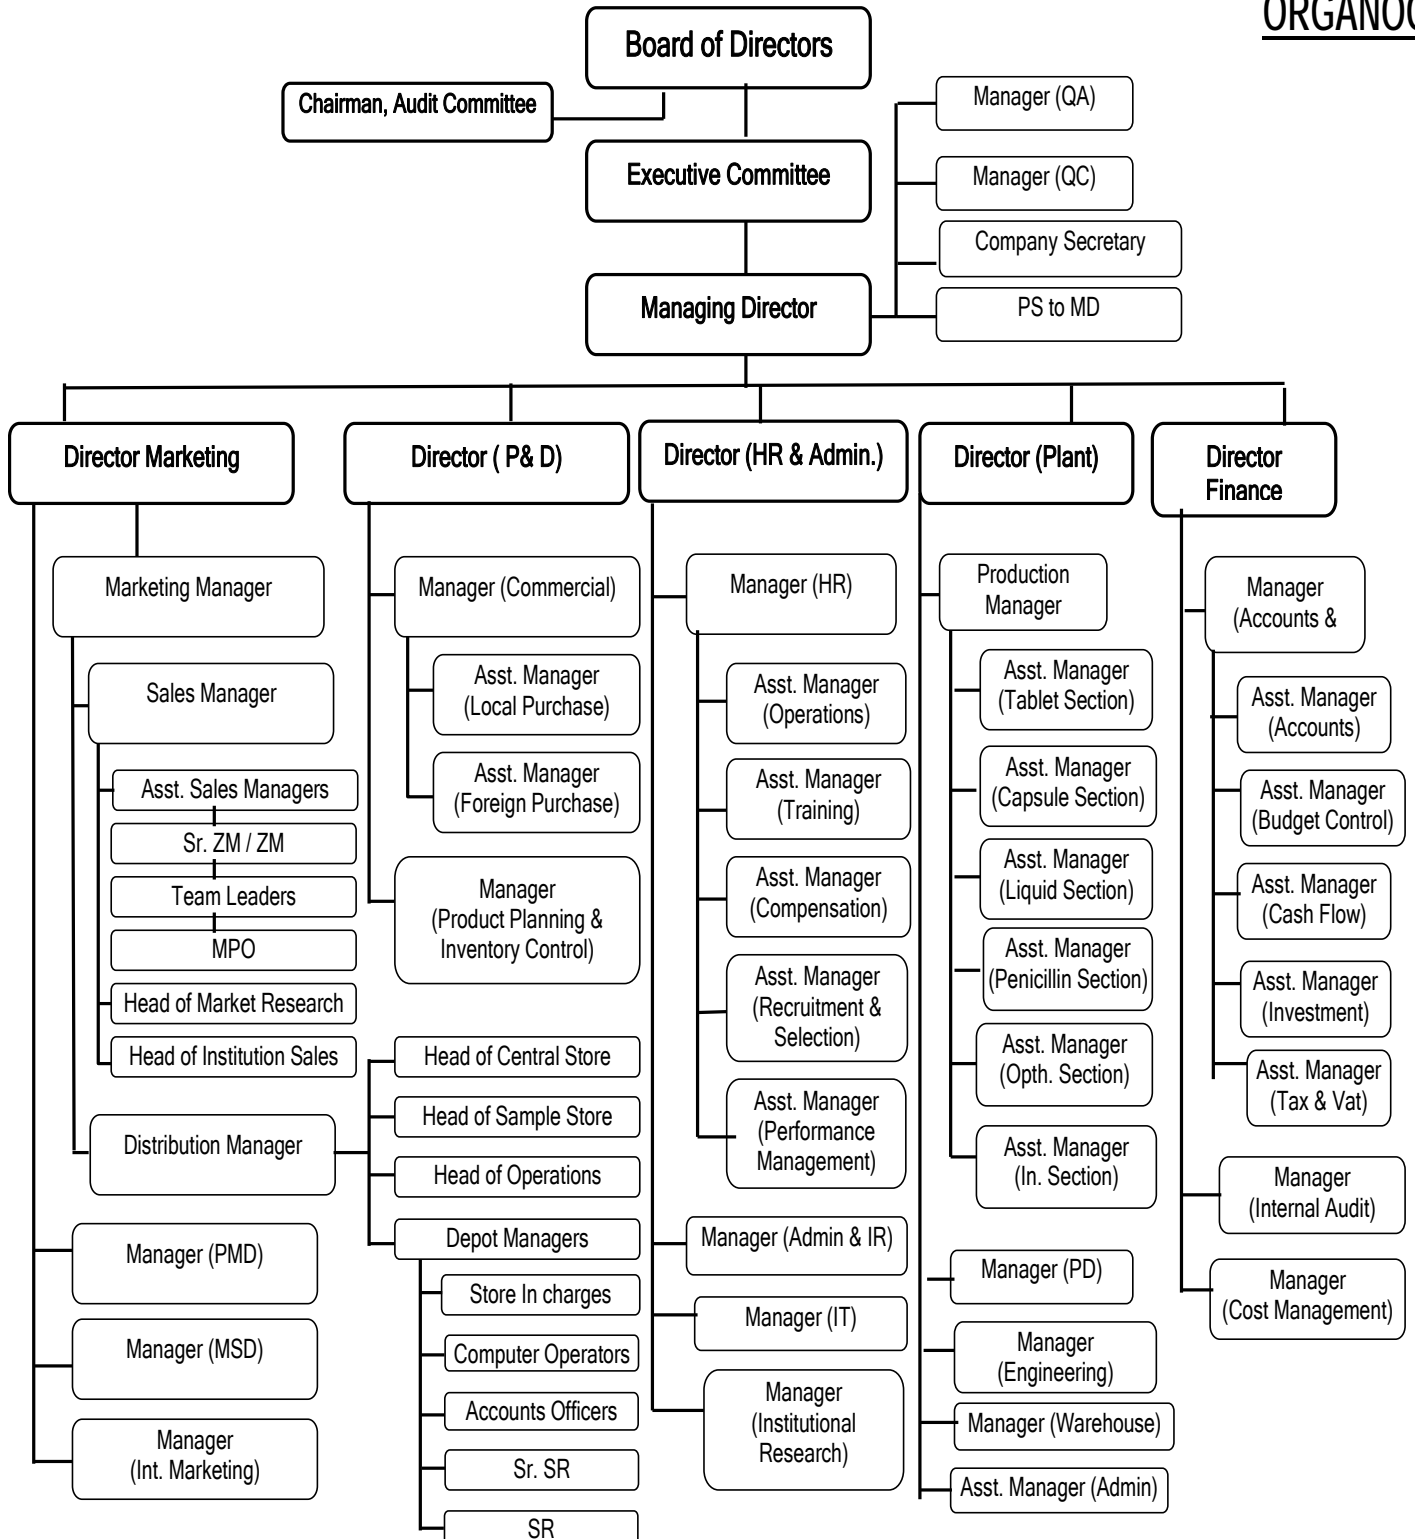 ORGANOG
Board of Directors
Chairman, Audit Committee
Executive Committee
Managing Director
Manager (QA)
Manager (QC)
Company Secretary
PS to MD
Director Marketing
Marketing Manager
Sales Manager
Asst. Sales Managers
Sr. ZM / ZM
Team Leaders
MPO
Head of Market Research
Head of Institution Sales
Distribution Manager
Head of Central Store
Head of Sample Store
Head of Operations
Depot Managers
Store In charges
Computer Operators
Accounts Officers
Sr. SR
SR
Manager (PMD)
Manager (MSD)
Manager
(Int. Marketing)
Director ( P& D)
Manager (Commercial)
Asst. Manager
(Local Purchase)
Asst. Manager
(Foreign Purchase)
Manager
(Product Planning &
Inventory Control)
Director (HR & Admin.)
Manager (HR)
Asst. Manager
(Operations)
Asst. Manager
(Training)
Asst. Manager
(Compensation)
Asst. Manager
(Recruitment &
Selection)
Asst. Manager
(Performance
Management)
Manager (Admin & IR)
Manager (IT)
Manager
(Institutional
Research)
Director (Plant)
Production
Manager
Asst. Manager
(Tablet Section)
Asst. Manager
(Capsule Section)
Asst. Manager
(Liquid Section)
Asst. Manager
(Penicillin Section)
Asst. Manager
(Opth. Section)
Asst. Manager
(In. Section)
Manager (PD)
Manager
(Engineering)
Manager (Warehouse)
Asst. Manager (Admin)
Director
Finance
Manager
(Accounts &
Asst. Manager
(Accounts)
Asst. Manager
(Budget Control)
Asst. Manager
(Cash Flow)
Asst. Manager
(Investment)
Asst. Manager
(Tax & Vat)
Manager
(Internal Audit)
Manager
(Cost Management)